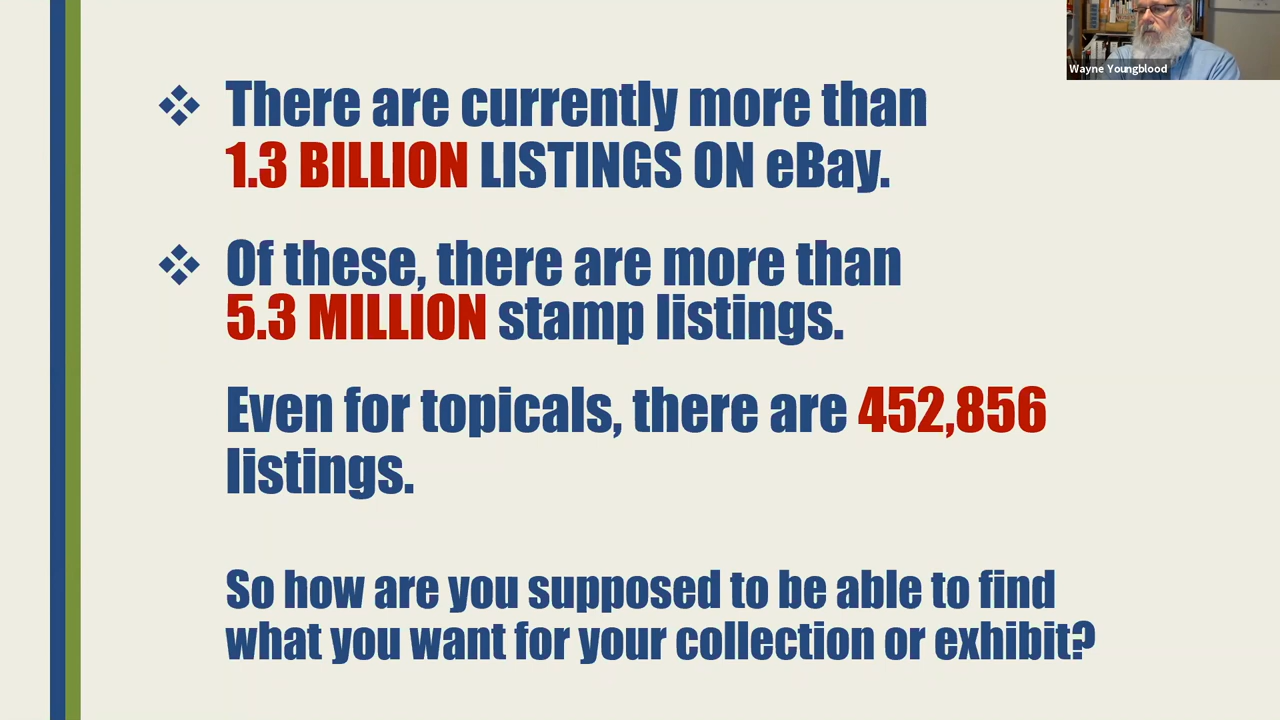 Wayne Youngblood
There are currently more than
1.3 BILLION LISTINGS ON eBay.
Of these, there are more than
5.3 MILLION stamp listings.
Even for topicals, there are 452,856
listings.
So how are you supposed to be able to find
what you want for your collection or exhibit?